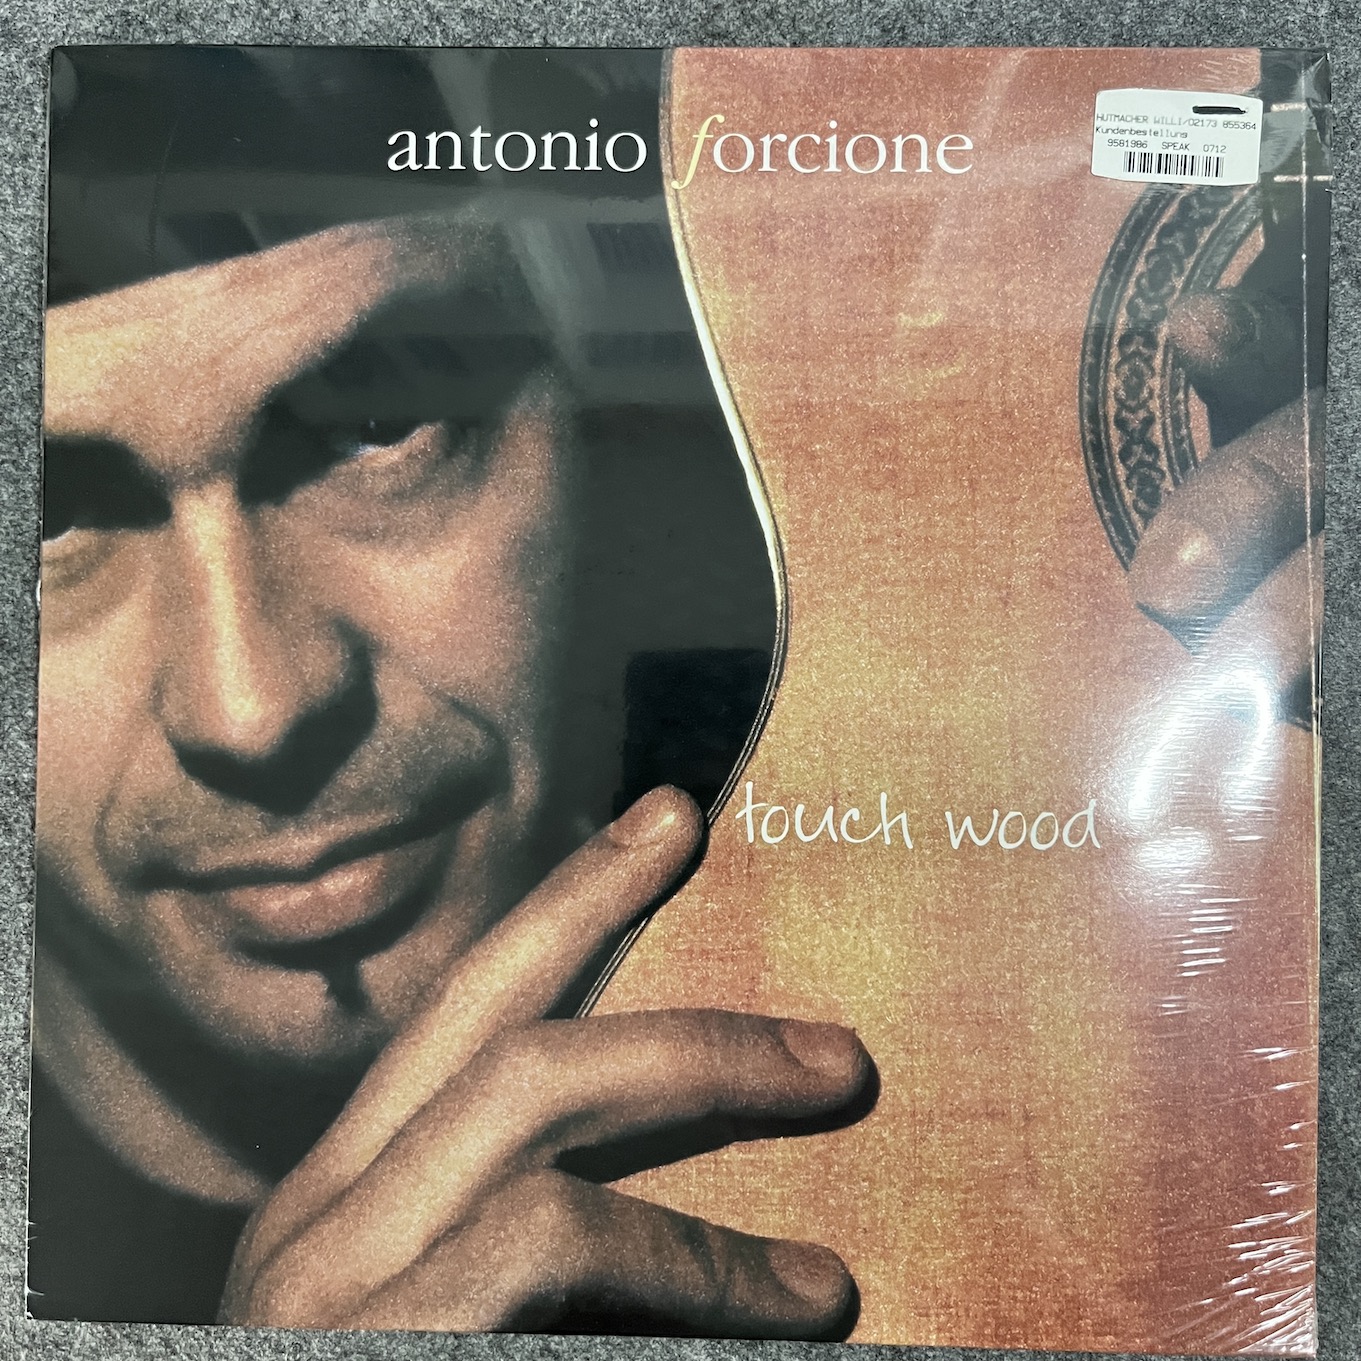 antonio forcione
HUTMACHER WILLI/02173 855364
Kundenbestellung
9581986 SPEAK 0712
touch wood